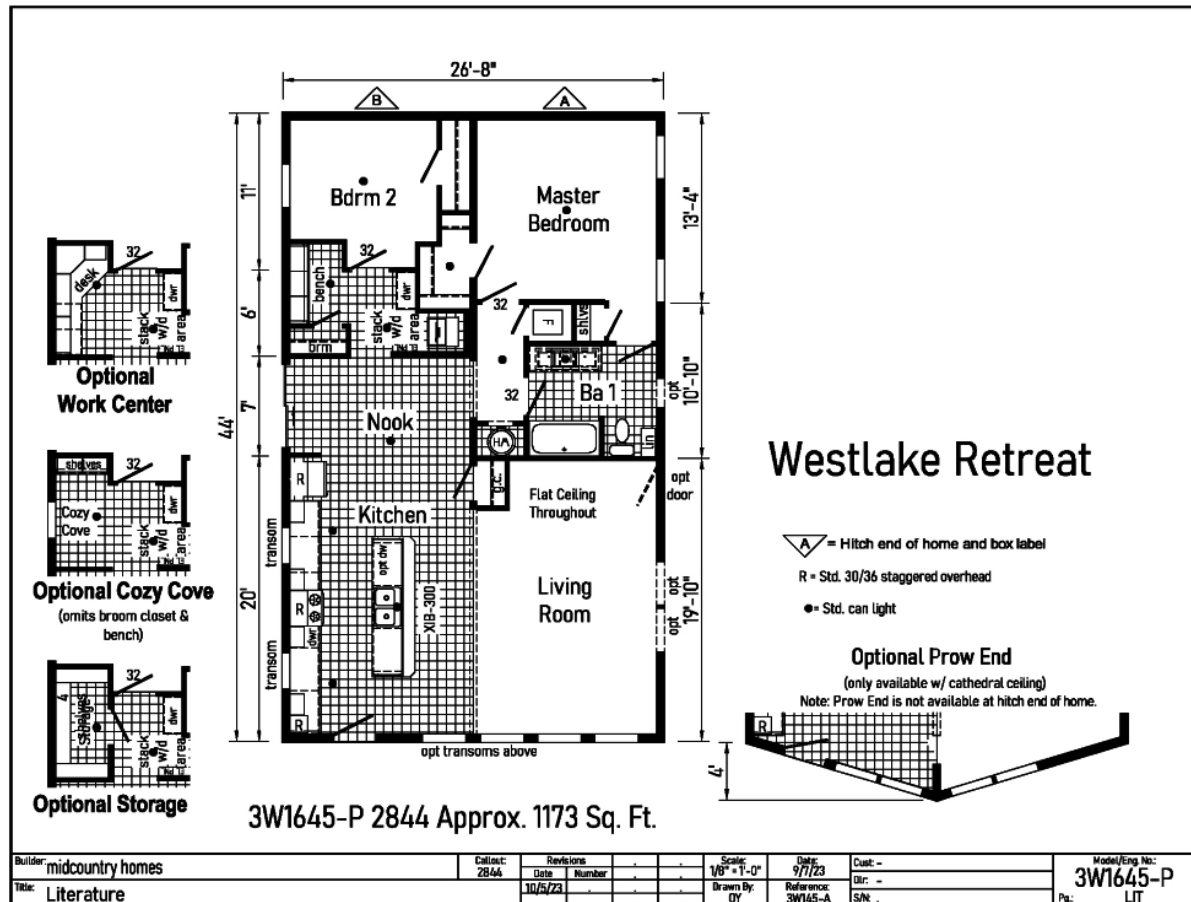 26'-8"
B
A
44'
11'
6'
7'
20'
13'-4"
10'-10"
19'-10"
Bdrm 2
Master
Bedroom
32
bench
dwr
stack
w/d
area
brm
32
F
shlvs
32
Ba 1
opt
lin
WH
Nook
R
g.c.
Flat Ceiling
Throughout
opt
door
Kitchen
transom
opt dw
XIB-300
Living
Room
opt
opt
R
dwr
transom
R
opt transoms above
desk
32
dwr
stack
w/d
area
Optional
Work Center
shelves
32
Cozy
Cove
dwr
stack
w/d
area
Optional Cozy Cove
(omits broom closet &
bench)
32
4
shelves
Storage
dwr
stack
w/d
area
Optional Storage
Westlake Retreat
A = Hitch end of home and box label
R = Std. 30/36 staggered overhead
= Std. can light
Optional Prow End
(only available w/ cathedral ceiling)
Note: Prow End is not available at hitch end of home.
R
4'
3W1645-P 2844 Approx. 1173 Sq. Ft.
Builder: midcountry homes
Title: Literature
Callout:
2844
Revisions
Date Number
10/5/23
Scale:
1/8" = 1'-0"
Drawn By:
DY
Date:
9/7/23
Reference:
3W145-A
Cust: -
Dlr: -
S/N: .
Model/Eng. No.:
3W1645-P
Pg.: LIT